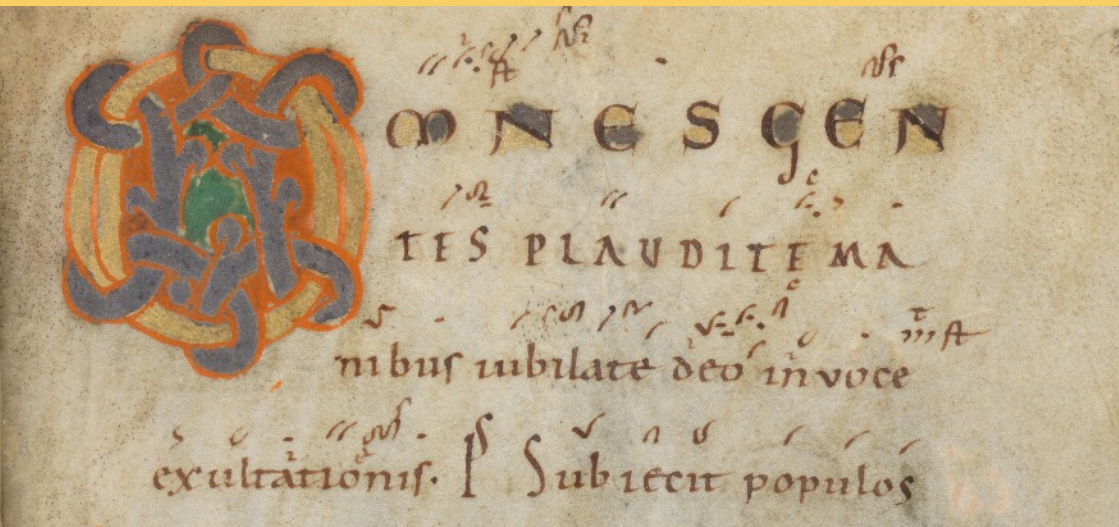 OMNES GEN
TES PLAUDITE MA
nibus iubilate deo in voce
exultationis. Ps Subiecit populos